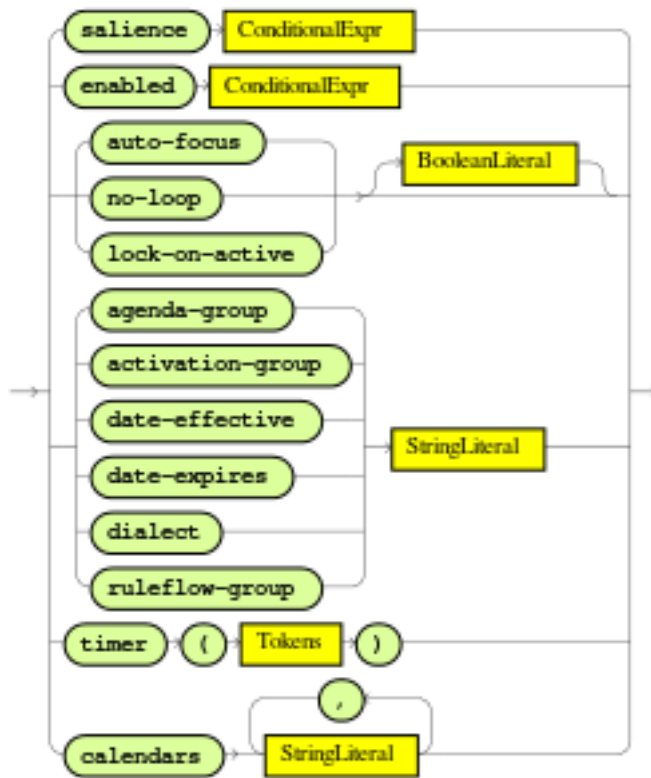 salience ConditionalExpr
enabled ConditionalExpr
auto-focus
BooleanLiteral
no-loop
lock-on-active
agenda-group
activation-group
date-effective
StringLiteral
date-expires
dialect
ruleflow-group
timer ( Tokens )
,
calendars StringLiteral